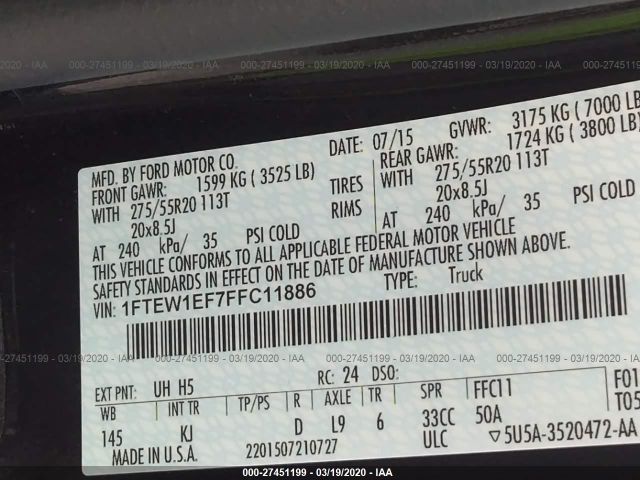 000-27451199 - 03/19/2020 - IAA
MFD. BY FORD MOTOR CO. DATE: 07/15 GVWR: 3175 KG ( 7000 LB
FRONT GAWR: 1599 KG ( 3525 LB) REAR GAWR: 1724 KG ( 3800 LB)
WITH 275/55R20 113T TIRES WITH 275/55R20 113T
20x8.5J RIMS 20x8.5J
AT 240 kPa/ 35 PSI COLD AT 240 kPa/ 35 PSI COLD
THIS VEHICLE CONFORMS TO ALL APPLICABLE FEDERAL MOTOR VEHICLE
SAFETY STANDARDS IN EFFECT ON THE DATE OF MANUFACTURE SHOWN ABOVE.
VIN: 1FTEW1EF7FFC11886 TYPE: Truck
000-27451199 - 03/19/2020 - IAA
EXT PNT: UH H5 RC: 24 DSO: FFC11 F01
WB INT TR TP/PS R AXLE TR SPR 50A T05
145 KJ D L9 6 33CC
MADE IN U.S.A. 2201507210727 ULC ▽5U5A-3520472-AA
000-27451199 - 03/19/2020 - IAA